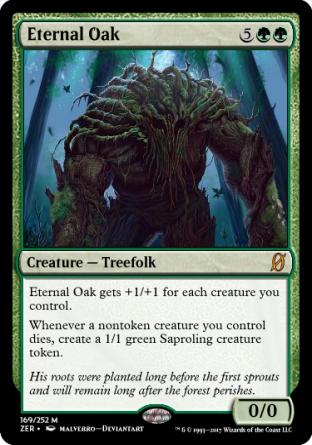 Eternal Oak 5
Creature — Treefolk
Eternal Oak gets +1/+1 for each creature you
control.
Whenever a nontoken creature you control
dies, create a 1/1 green Saproling creature
token.
His roots were planted long before the first sprouts
and will remain long after the forest perishes.
0/0
169/252 M
ZER • MALVERRO-DEVIANTART
™ & © 1993–2017 Wizards of the Coast LLC